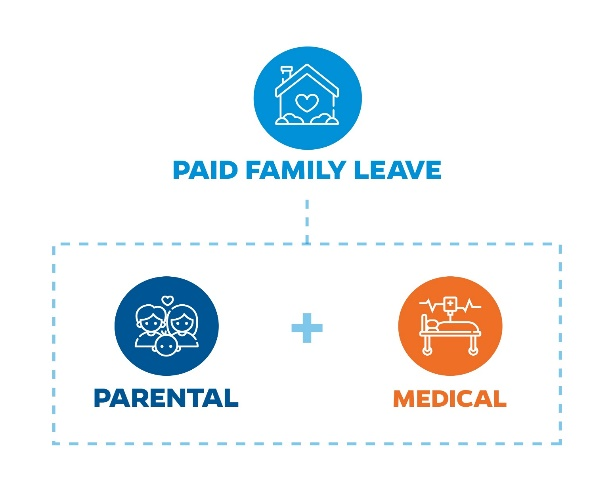 PAID FAMILY LEAVE
+
PARENTAL
MEDICAL